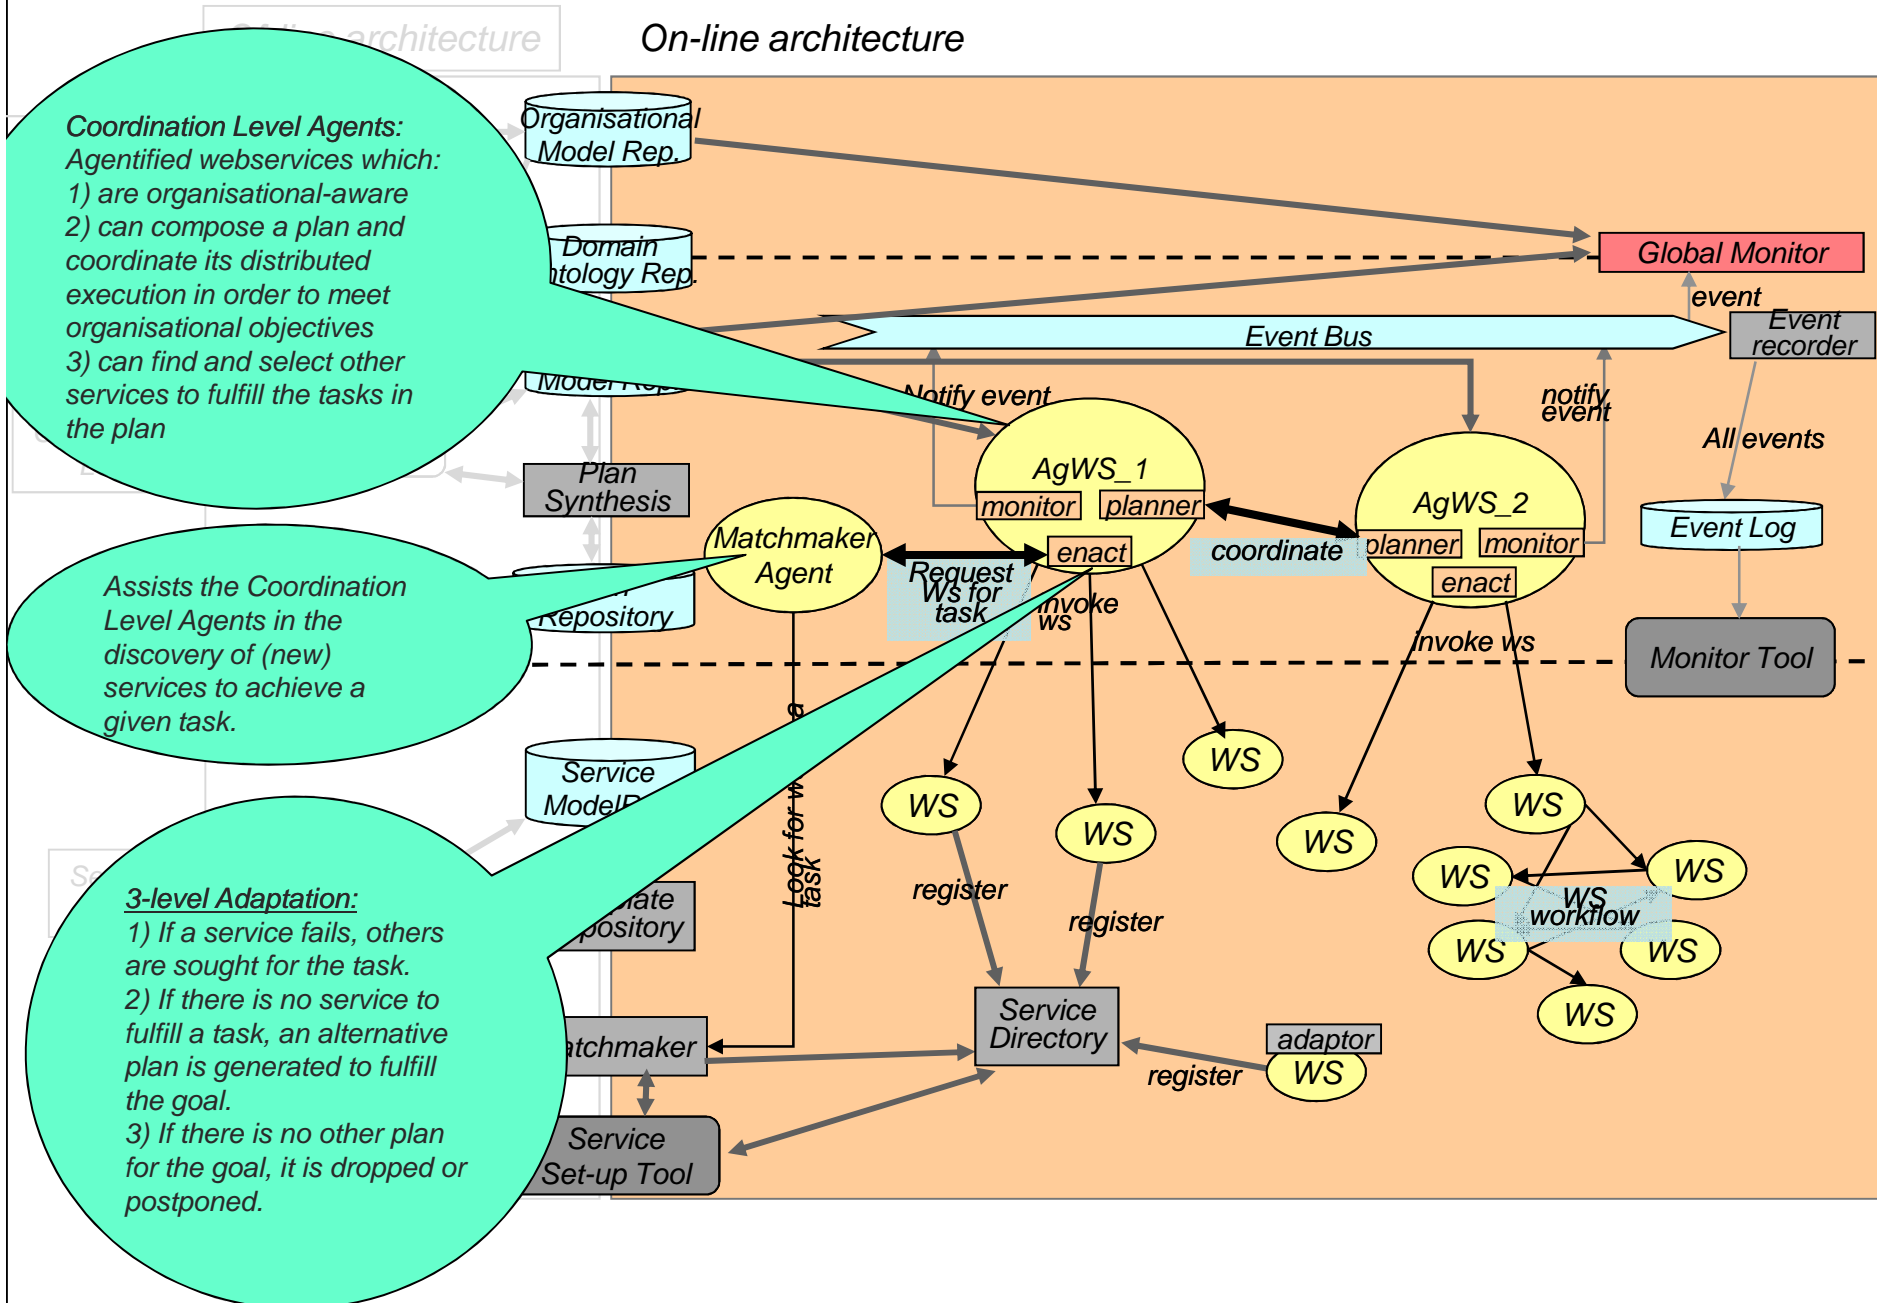 architecture
On-line architecture
Coordination Level Agents:
Agentified webservices which:
1) are organisational-aware
2) can compose a plan and
coordinate its distributed
execution in order to meet
organisational objectives
3) can find and select other
services to fulfill the tasks in
the plan
Organisational
Model Rep.
Domain
ntology Rep.
Global Monitor
event
Event Bus
Event
recorder
Model Rep.
Notify event
notify
event
All events
AgWS_1
monitor
planner
enact
AgWS_2
planner
monitor
enact
coordinate
Event Log
Plan
Synthesis
Matchmaker
Agent
Request
Ws for
task
invoke
ws
invoke ws
Monitor Tool
Assists the Coordination
Level Agents in the
discovery of (new)
services to achieve a
given task.
Repository
Look for w a
task
Service
ModelR
WS
WS
WS
WS
WS
WS
WS
WS
workflow
WS
WS
WS
register
register
3-level Adaptation:
1) If a service fails, others
are sought for the task.
2) If there is no service to
fulfill a task, an alternative
plan is generated to fulfill
the goal.
3) If there is no other plan
for the goal, it is dropped or
postponed.
plate
pository
Service
Directory
adaptor
WS
register
atchmaker
Service
Set-up Tool